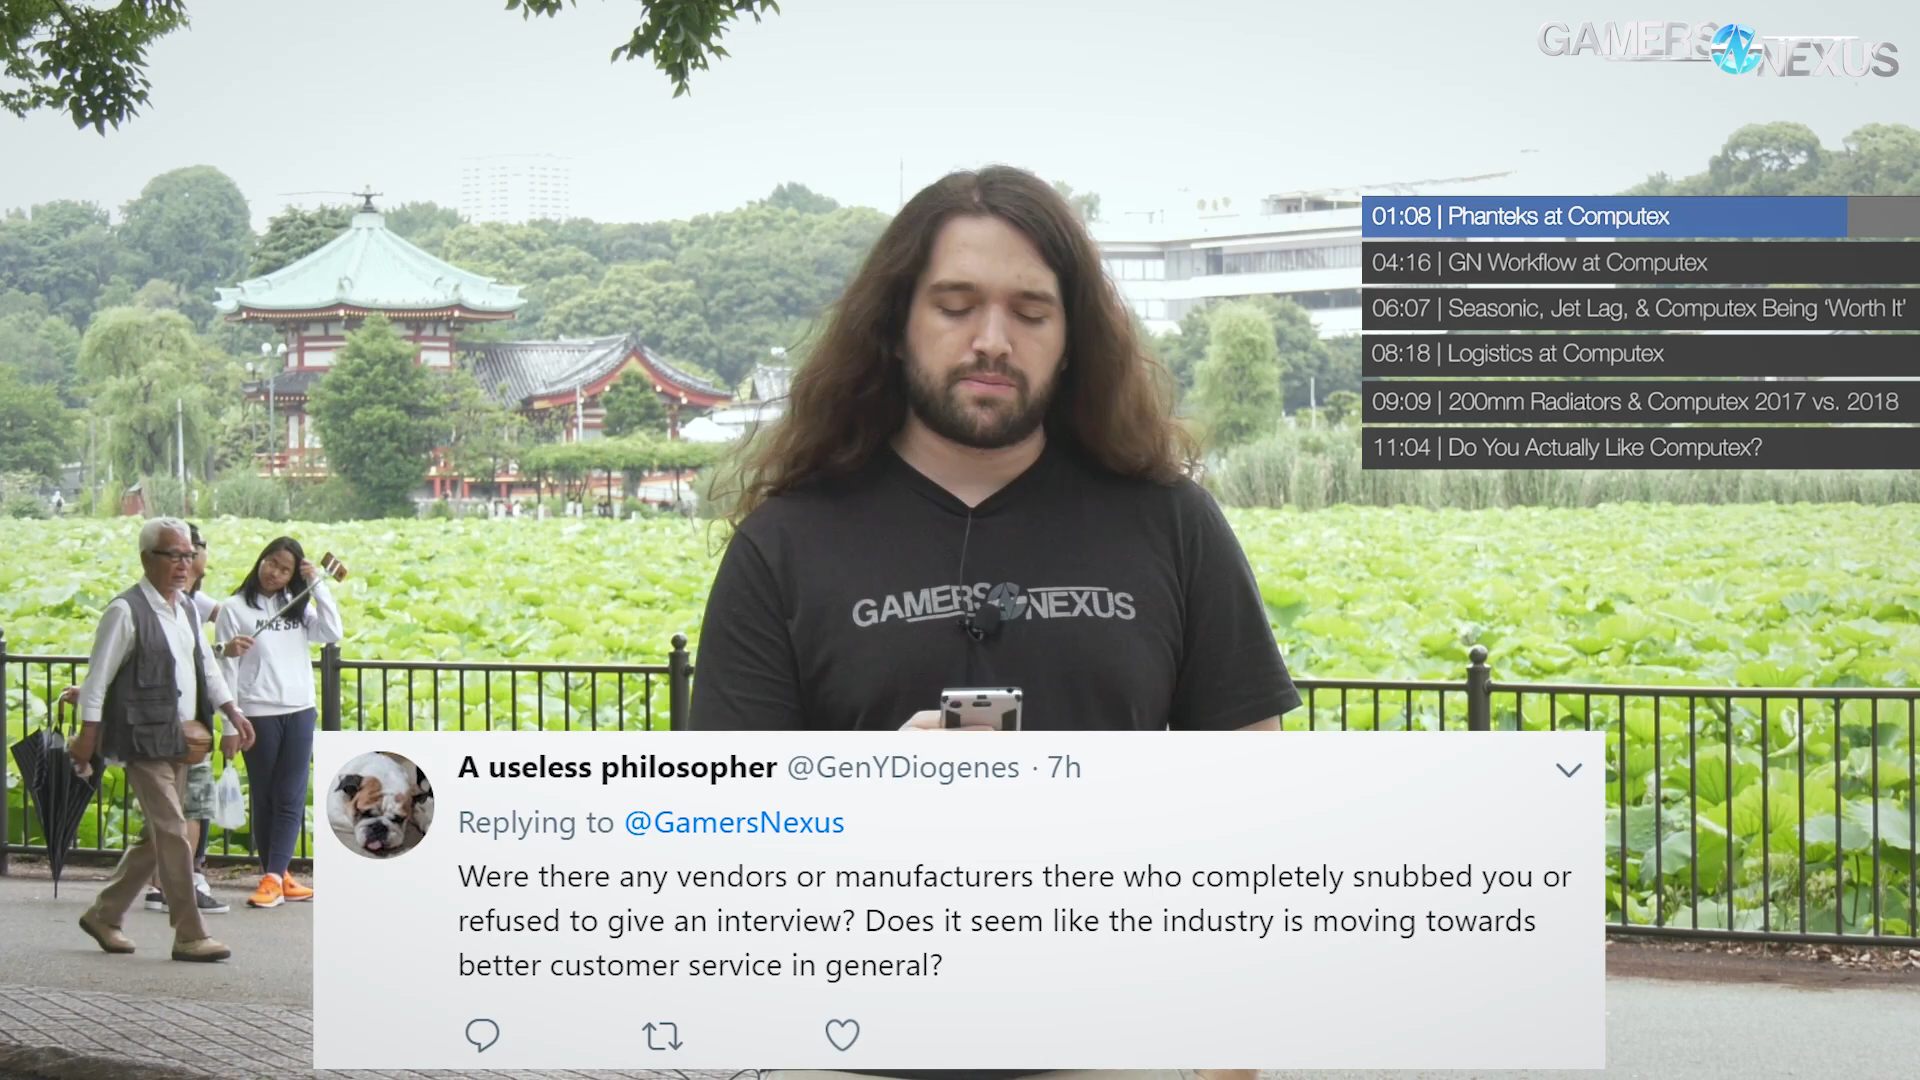 GAMERS NEXUS
01:08 | Phanteks at Computex
04:16 | GN Workflow at Computex
06:07 | Seasonic, Jet Lag, & Computex Being 'Worth It'
08:18 | Logistics at Computex
09:09 | 200mm Radiators & Computex 2017 vs. 2018
11:04 | Do You Actually Like Computex?
NIKE SB
GAMERS NEXUS
A useless philosopher @GenYDiogenes · 7h
Replying to @GamersNexus
Were there any vendors or manufacturers there who completely snubbed you or
refused to give an interview? Does it seem like the industry is moving towards
better customer service in general?